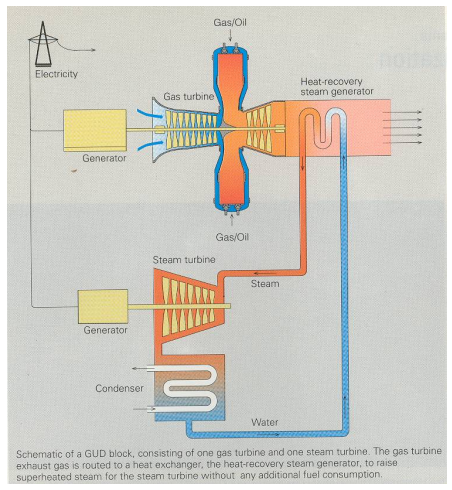 Gas/Oil
Electricity
Gas turbine
Heat-recovery
steam generator
Generator
Gas/Oil
Steam turbine
Steam
Generator
Condenser
Water
Schematic of a GUD block, consisting of one gas turbine and one steam turbine. The gas turbine
exhaust gas is routed to a heat exchanger, the heat-recovery steam generator, to raise
superheated steam for the steam turbine without any additional fuel consumption.